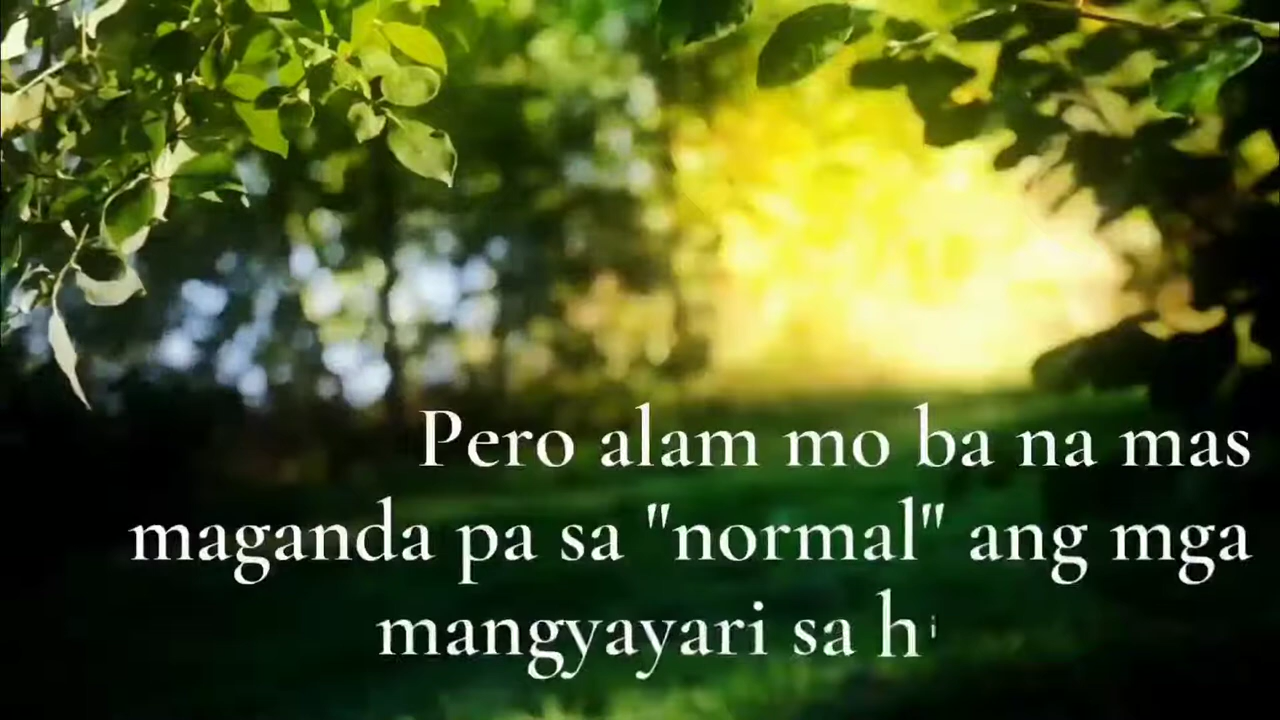 Pero alam mo ba na mas
maganda pa sa "normal" ang mga
mangyayari sa h